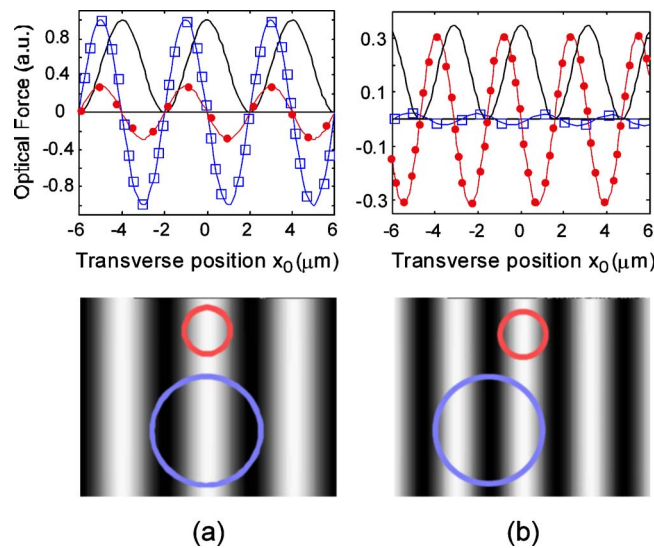 Optical Force (a.u.)
0.8
0.4
0
-0.4
-0.8
-6 -4 -2 0 2 4 6
Transverse position x₀(μm)
0.3
0.1
-0.1
-0.3
-6 -4 -2 0 2 4 6
Transverse position x₀(μm)
(a)
(b)